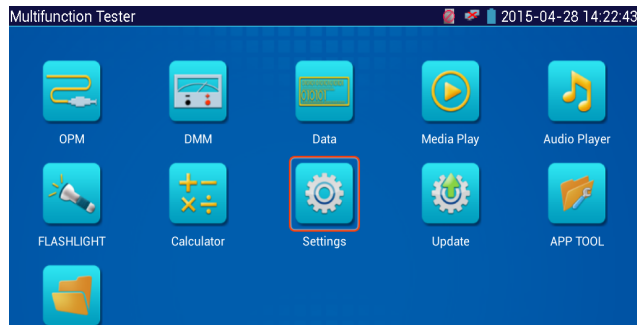 Multifunction Tester 2015-04-28 14:22:43
OPM DMM Data Media Play Audio Player
FLASHLIGHT Calculator Settings Update APP TOOL